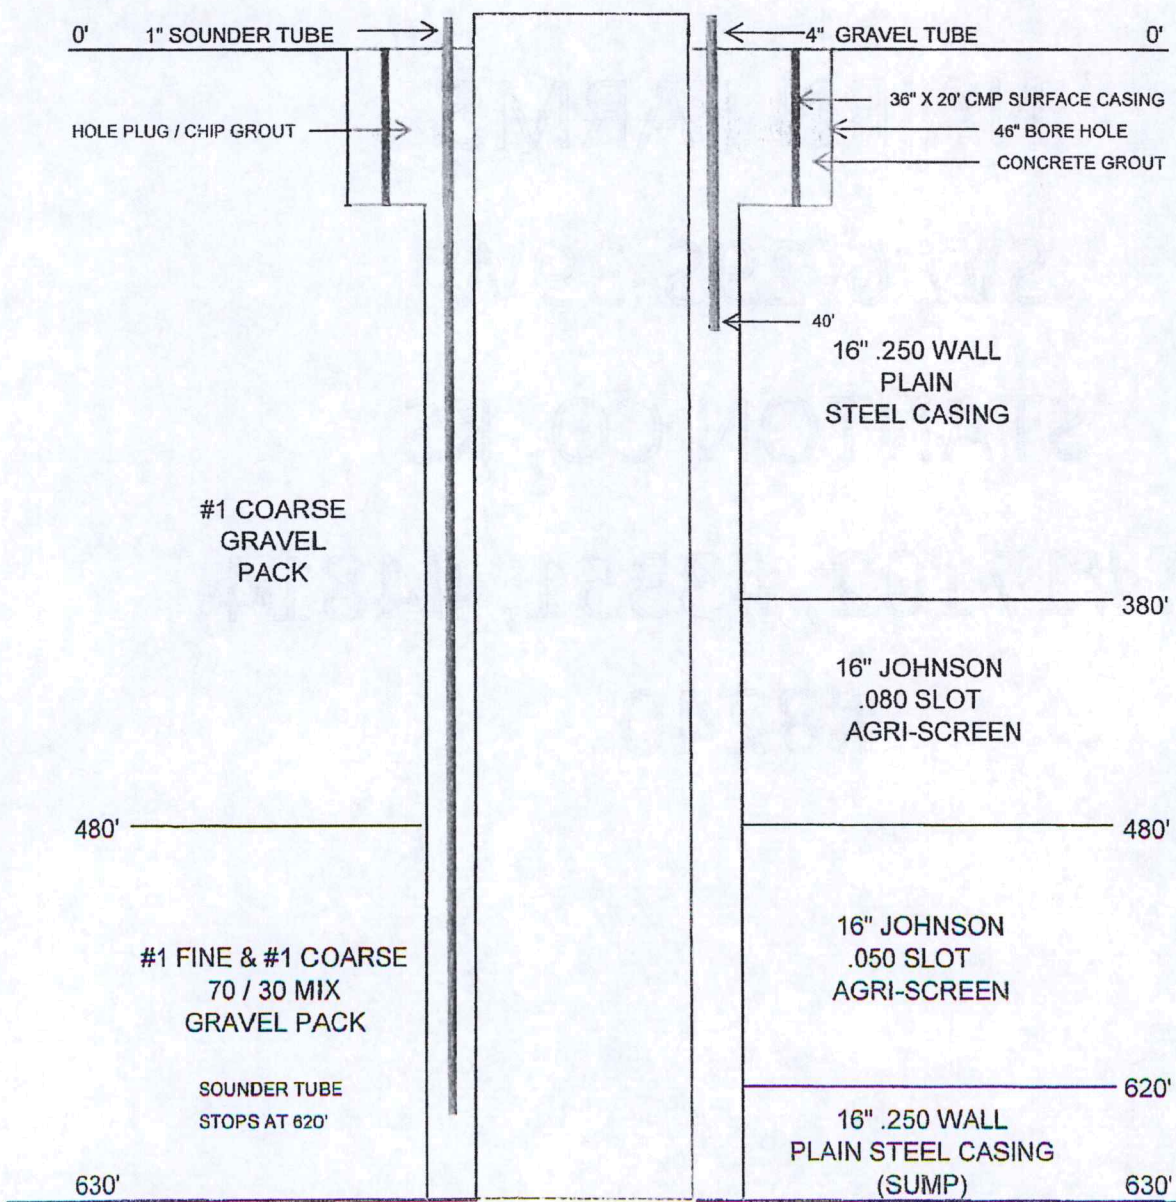 0' 1" SOUNDER TUBE 4" GRAVEL TUBE 0'
36" X 20' CMP SURFACE CASING
HOLE PLUG / CHIP GROUT
46" BORE HOLE
CONCRETE GROUT
40'
16" .250 WALL
PLAIN
STEEL CASING
#1 COARSE
GRAVEL
PACK
380'
16" JOHNSON
.080 SLOT
AGRI-SCREEN
480'
480'
16" JOHNSON
.050 SLOT
AGRI-SCREEN
#1 FINE & #1 COARSE
70 / 30 MIX
GRAVEL PACK
SOUNDER TUBE
STOPS AT 620'
620'
16" .250 WALL
PLAIN STEEL CASING
(SUMP)
630'
630'